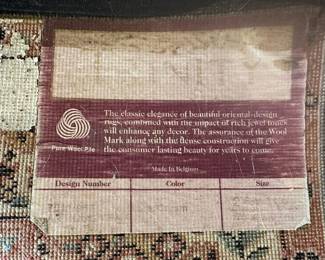 The classic elegance of beautiful oriental-design
rugs, combined with the impact of rich jewel tones
will enhance any decor. The assurance of the Wool
Mark along with the dense construction will give
the consumer lasting beauty for years to come.
Pure Wool Pile
Made In Belgium
Design Number Color Size